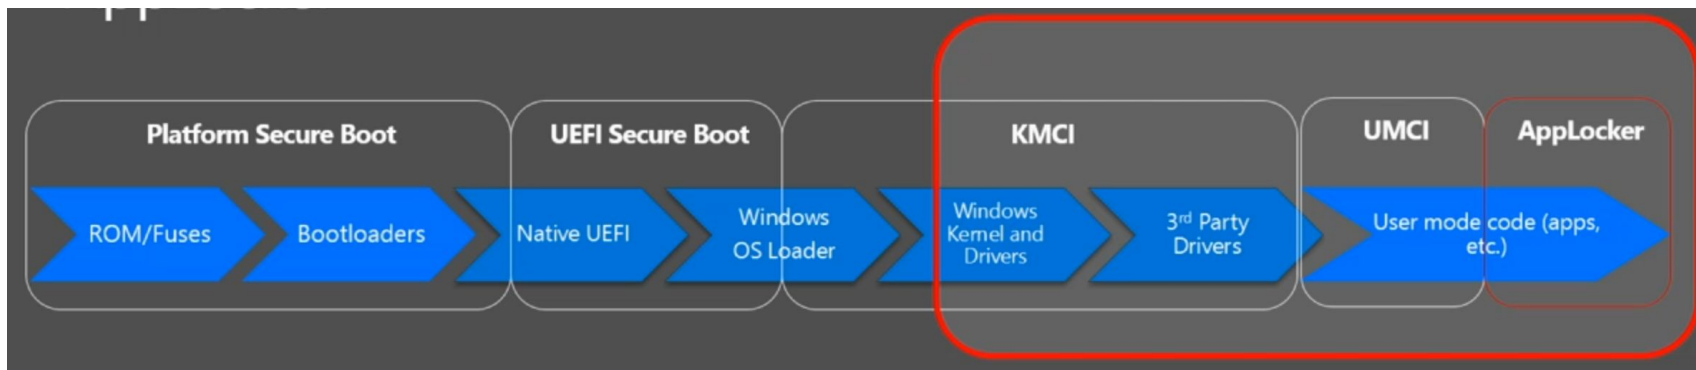 Platform Secure Boot
UEFI Secure Boot
KMCI
UMCI
AppLocker
ROM/Fuses
Bootloaders
Native UEFI
Windows
OS Loader
Windows
Kernel and
Drivers
3rd Party
Drivers
User mode code (apps,
etc.)